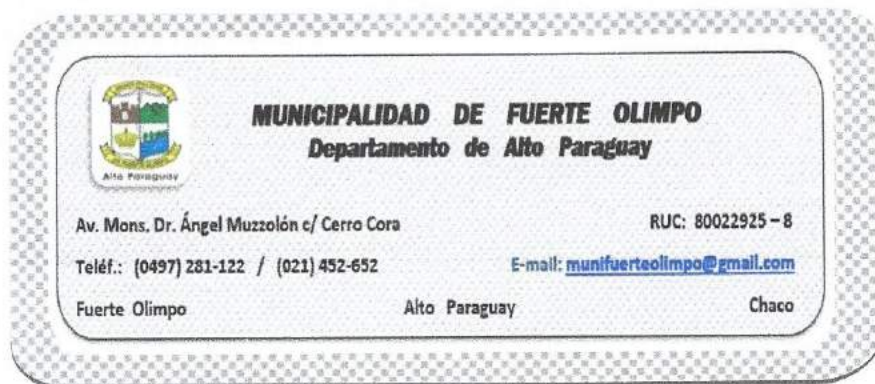 MUNICIPALIDAD DE FUERTE OLIMPO
Departamento de Alto Paraguay
Alto Paraguay
Av. Mons. Dr. Ángel Muzzolón c/ Cerro Cora RUC: 80022925 – 8
Teléf.: (0497) 281-122 / (021) 452-652 E-mail: munifuerteolimpo@gmail.com
Fuerte Olimpo Alto Paraguay Chaco